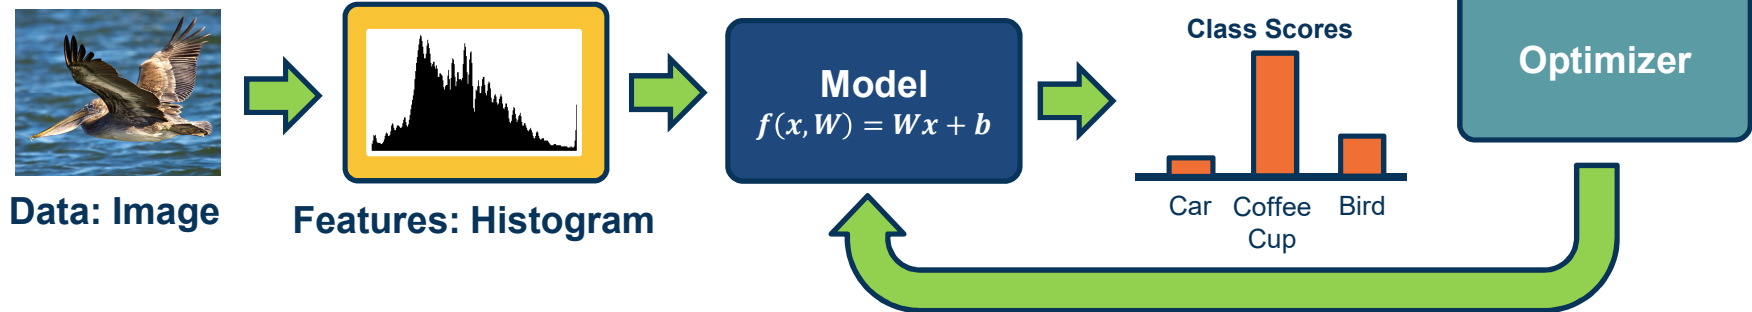 Data: Image
Features: Histogram
Model
f(x, W) = Wx + b
Class Scores
Car
Coffee
Cup
Bird
Optimizer